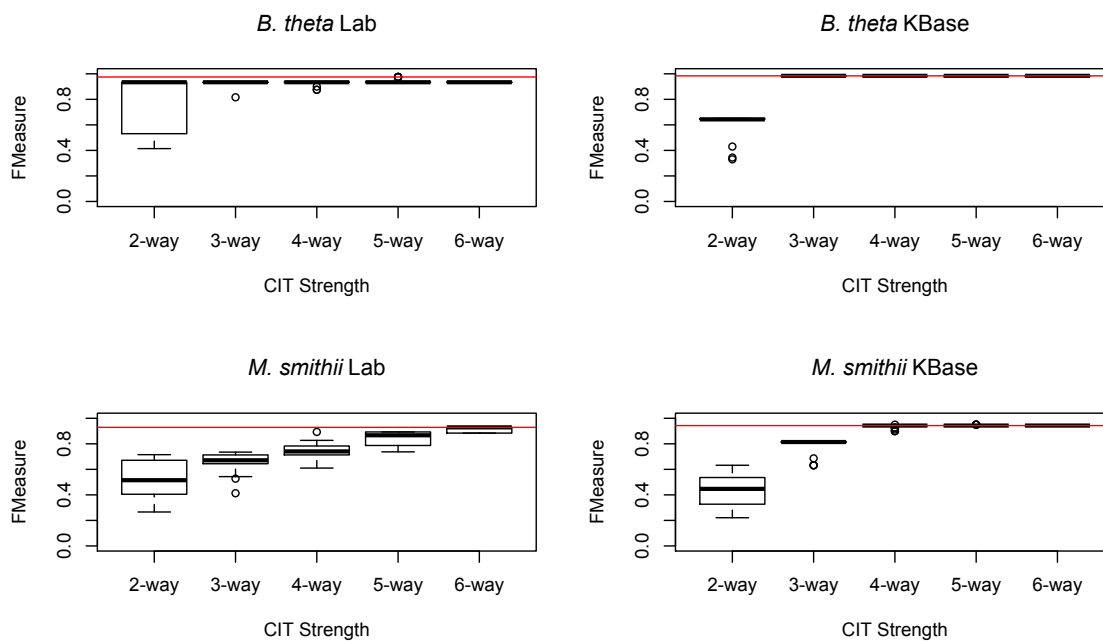 B. theta Lab
FMeasure
0.8
0.4
0.0
2-way 3-way 4-way 5-way 6-way
CIT Strength
B. theta KBase
FMeasure
0.8
0.4
0.0
2-way 3-way 4-way 5-way 6-way
CIT Strength
M. smithii Lab
FMeasure
0.8
0.4
0.0
2-way 3-way 4-way 5-way 6-way
CIT Strength
M. smithii KBase
FMeasure
0.8
0.4
0.0
2-way 3-way 4-way 5-way 6-way
CIT Strength